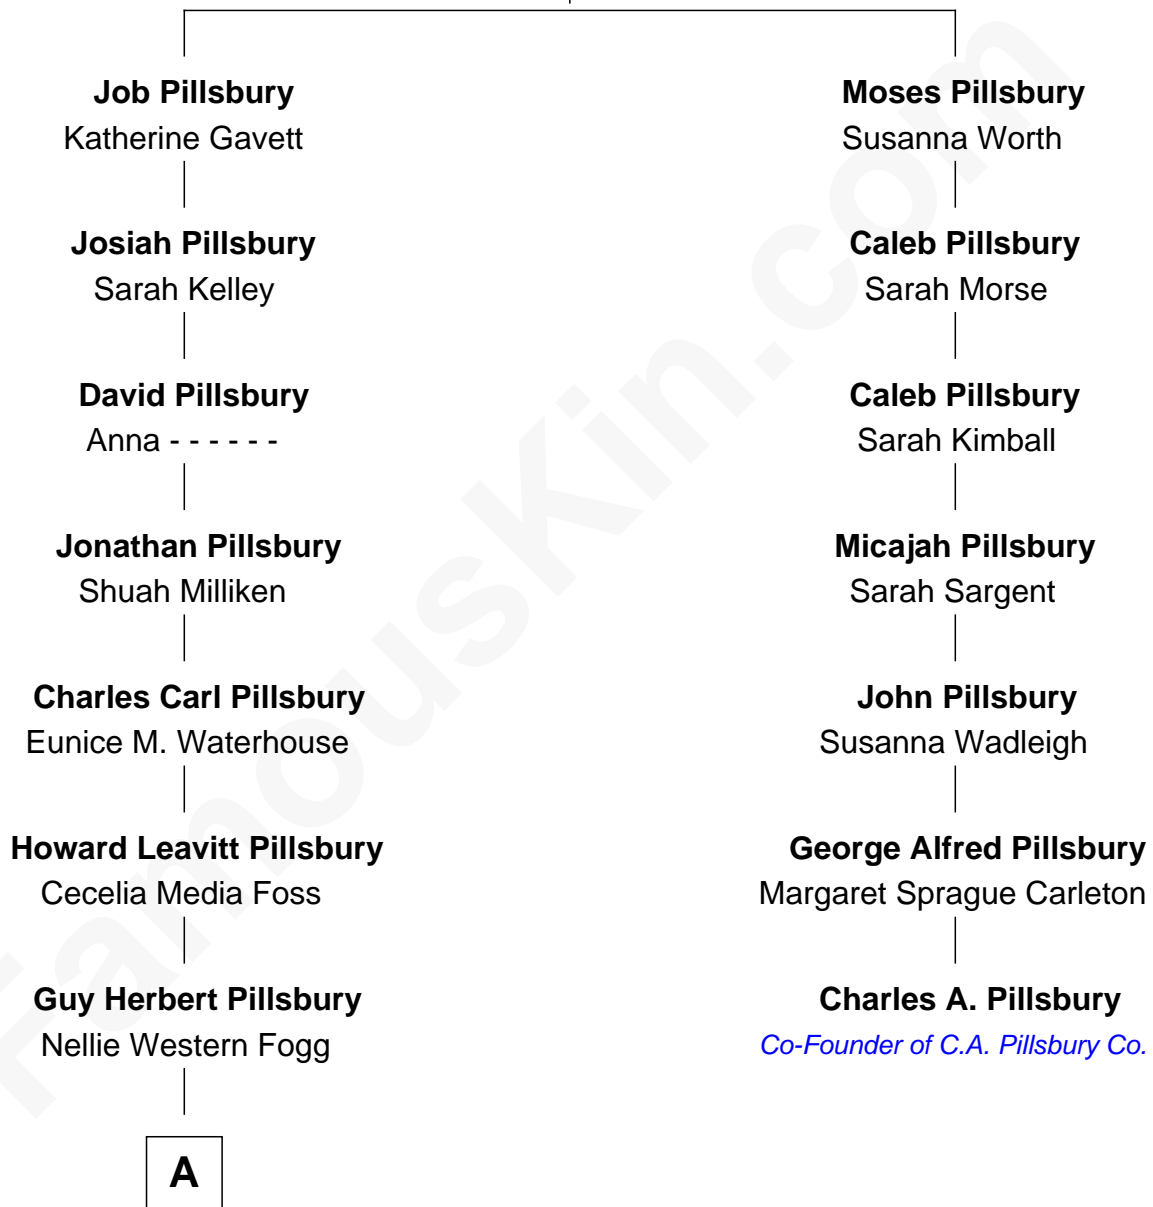 Job Pillsbury
Katherine Gavett
Moses Pillsbury
Susanna Worth
Josiah Pillsbury
Sarah Kelley
Caleb Pillsbury
Sarah Morse
David Pillsbury
Anna - - - - - -
Caleb Pillsbury
Sarah Kimball
Jonathan Pillsbury
Shuah Milliken
Micajah Pillsbury
Sarah Sargent
Charles Carl Pillsbury
Eunice M. Waterhouse
John Pillsbury
Susanna Wadleigh
Howard Leavitt Pillsbury
Cecelia Media Foss
George Alfred Pillsbury
Margaret Sprague Carleton
Guy Herbert Pillsbury
Nellie Western Fogg
Charles A. Pillsbury
Co-Founder of C.A. Pillsbury Co.
A
FamousKin.com